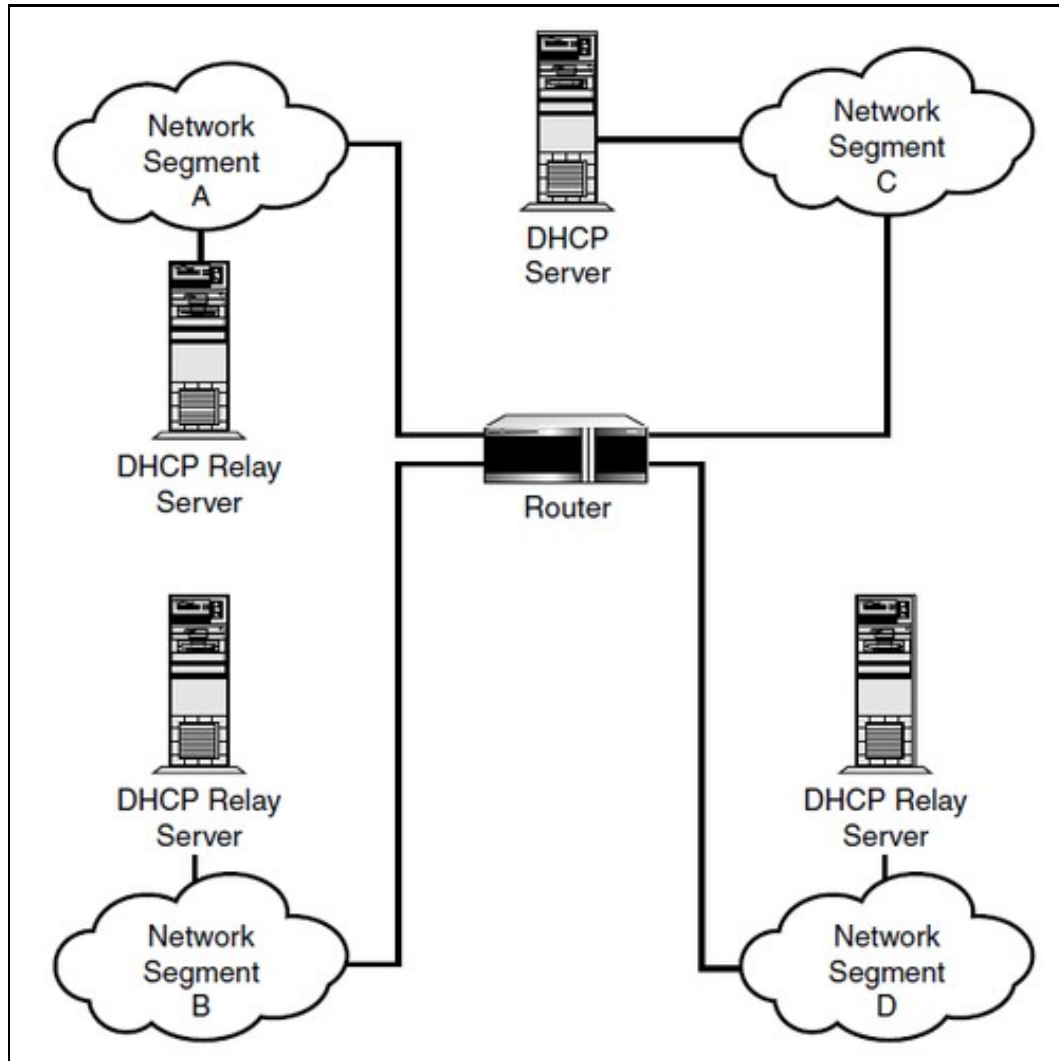 Network
Segment
A
DHCP
Server
Network
Segment
C
DHCP Relay
Server
Router
DHCP Relay
Server
DHCP Relay
Server
Network
Segment
B
Network
Segment
D